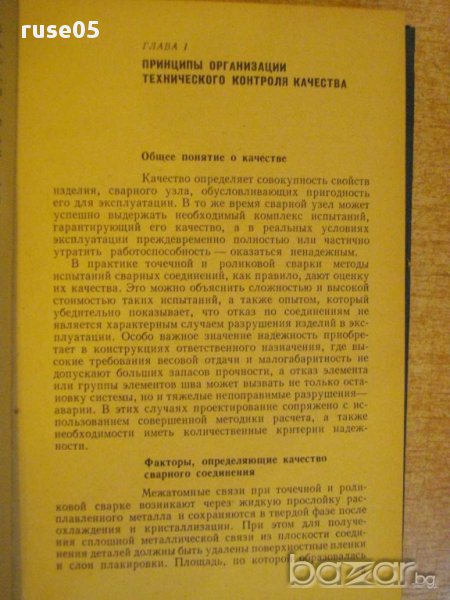 ruse05
ГЛАВА I
ПРИНЦИПЫ ОРГАНИЗАЦИИ
ТЕХНИЧЕСКОГО КОНТРОЛЯ КАЧЕСТВА
Общее понятие о качестве
Качество определяет совокупность свойств
изделия, сварного узла, обусловливающих пригодность
его для эксплуатации. В то же время сварной узел может
успешно выдержать необходимый комплекс испытаний,
гарантирующий его качество, а в реальных условиях
эксплуатации преждевременно полностью или частично
утратить работоспособность — оказаться ненадежным.
В практике точечной и роликовой сварки методы
испытаний сварных соединений, как правило, дают оценку
их качества. Это можно объяснить сложностью и высокой
стоимостью таких испытаний, а также опытом, который
убедительно показывает, что отказ по соединениям не
является характерным случаем разрушения изделий в экс-
плуатации. Особо важное значение надежность приобре-
тает в конструкциях ответственного назначения, где вы-
сокие требования весовой отдачи и малогабаритность не
допускают больших запасов прочности, а отказ элемента
или группы элементов шва может вызвать не только оста-
новку системы, но и тяжелые непоправимые разрушения—
аварии. В этих случаях проектирование сопряжено с ис-
пользованием совершенной методики расчета, а также
необходимости иметь количественные критерии надеж-
ности.
Факторы, определяющие качество
сварного соединения
Межатомные связи при точечной и роли-
ковой сварке возникают через жидкую прослойку рас-
плавленного металла и сохраняются в твердой фазе после
охлаждения и кристаллизации. При этом для получе-
ния сплошной металлической связи из плоскости соеди-
нения деталей должны быть удалены поверхностные пленки
и слои плакировки. Площадь, по которой образовалась
bazar.bg